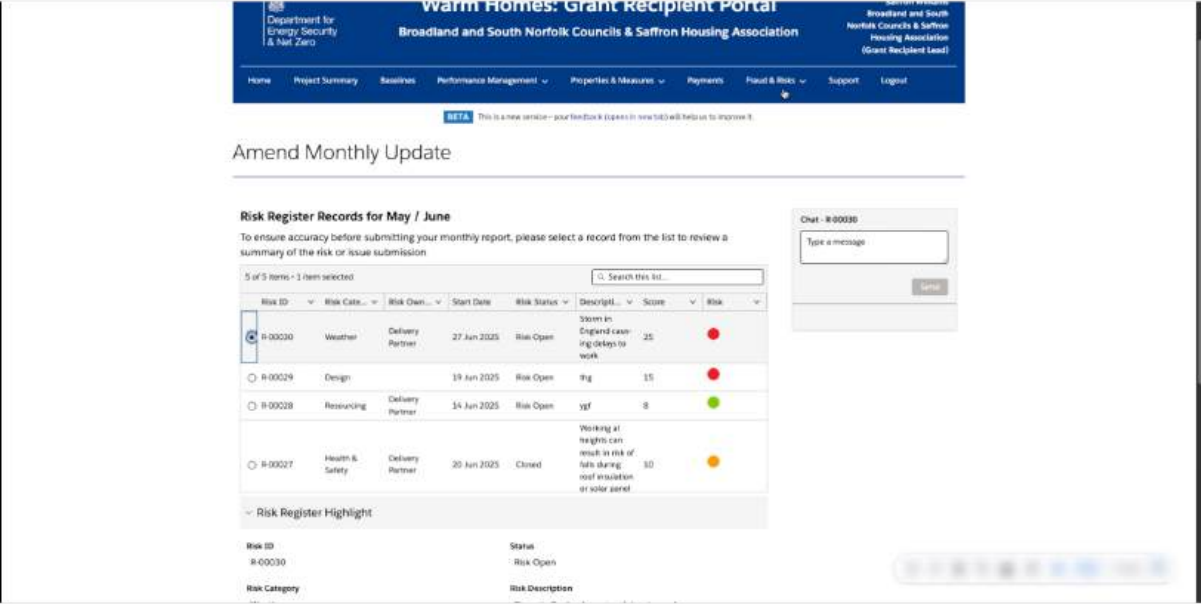 Department for
Energy Security
& Net Zero
Warm Homes: Grant Recipient Portal
Broadland and South Norfolk Councils & Saffron Housing Association
Broadland and South
Norfolk Councils & Saffron
Housing Association
(Grant Recipient Lead)
Home Project Summary Baselines Performance Management Properties & Measures Payments Fraud & Risks Support Logout
BETA This is a new service - your feedback (opens in new tab) will help us to improve it.
Amend Monthly Update
Risk Register Records for May / June
To ensure accuracy before submitting your monthly report, please select a record from the list to review a
summary of the risk or issue submission
5 of 5 items • 1 item selected
Search this list...
Risk ID Risk Cate... Risk Own... Start Date Risk Status Descripti... Score Risk
R-00030 Weather Delivery Partner 27 Jun 2025 Risk Open Storm in England caus- ing delays to work 25
R-00029 Design 19 Jun 2025 Risk Open thg 15
R-00028 Resourcing Delivery Partner 14 Jun 2025 Risk Open ygf 8
R-00027 Health & Safety Delivery Partner 20 Jun 2025 Closed Working at heights can result in risk of falls during roof insulation or solar panel 10
Risk Register Highlight
Risk ID Status
R-00030 Risk Open
Risk Category Risk Description
Chat - R-00030
Type a message
Send